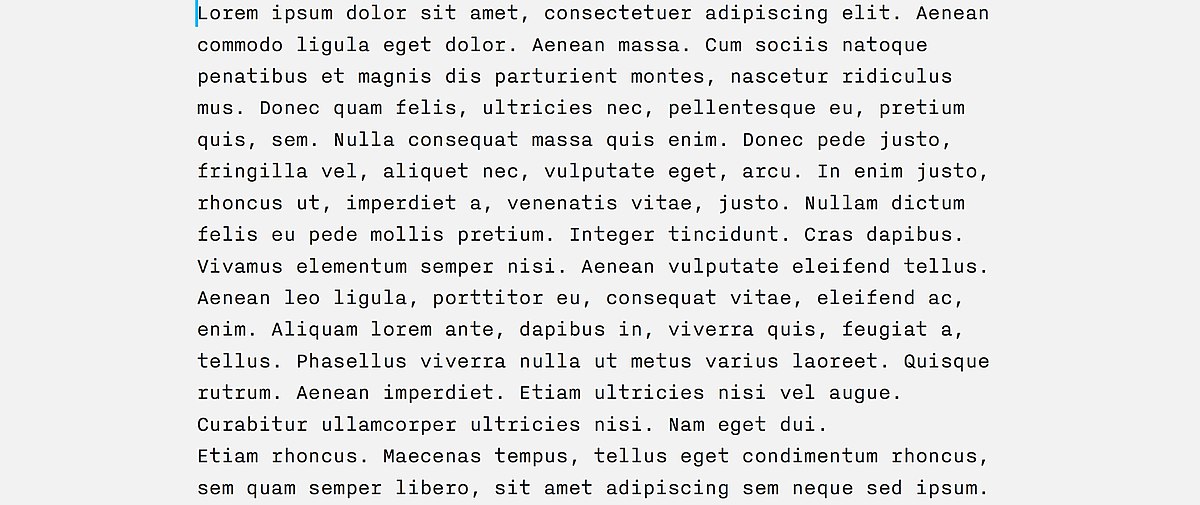 Lorem ipsum dolor sit amet, consectetuer adipiscing elit. Aenean
commodo ligula eget dolor. Aenean massa. Cum sociis natoque
penatibus et magnis dis parturient montes, nascetur ridiculus
mus. Donec quam felis, ultricies nec, pellentesque eu, pretium
quis, sem. Nulla consequat massa quis enim. Donec pede justo,
fringilla vel, aliquet nec, vulputate eget, arcu. In enim justo,
rhoncus ut, imperdiet a, venenatis vitae, justo. Nullam dictum
felis eu pede mollis pretium. Integer tincidunt. Cras dapibus.
Vivamus elementum semper nisi. Aenean vulputate eleifend tellus.
Aenean leo ligula, porttitor eu, consequat vitae, eleifend ac,
enim. Aliquam lorem ante, dapibus in, viverra quis, feugiat a,
tellus. Phasellus viverra nulla ut metus varius laoreet. Quisque
rutrum. Aenean imperdiet. Etiam ultricies nisi vel augue.
Curabitur ullamcorper ultricies nisi. Nam eget dui.
Etiam rhoncus. Maecenas tempus, tellus eget condimentum rhoncus,
sem quam semper libero, sit amet adipiscing sem neque sed ipsum.